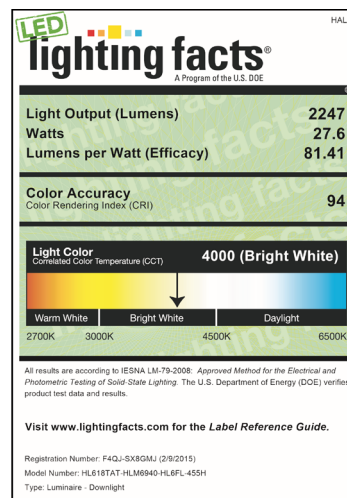 HAL
LED
lighting facts®
A Program of the U.S. DOE
Light Output (Lumens) 2247
Watts 27.6
Lumens per Watt (Efficacy) 81.41
Color Accuracy
Color Rendering Index (CRI) 94
Light Color
Correlated Color Temperature (CCT) 4000 (Bright White)
Warm White Bright White Daylight
2700K 3000K 4500K 6500K
All results are according to IESNA LM-79-2008: Approved Method for the Electrical and
Photometric Testing of Solid-State Lighting. The U.S. Department of Energy (DOE) verifies
product test data and results.
Visit www.lightingfacts.com for the Label Reference Guide.
Registration Number: F4QJ-SX8GMJ (2/9/2015)
Model Number: HL618TAT-HLM6940-HL6FL-455H
Type: Luminaire - Downlight